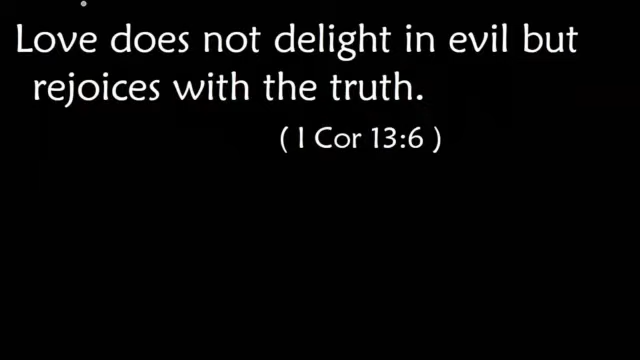 Love does not delight in evil but
rejoices with the truth.
( I Cor 13:6 )